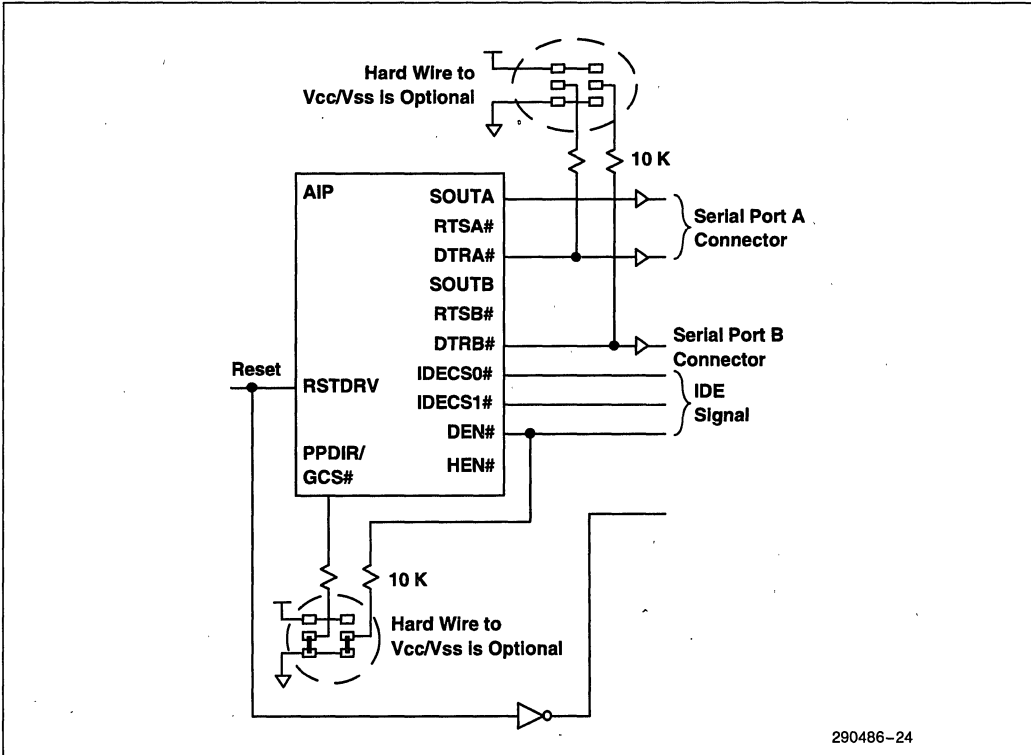 Hard Wire to
Vcc/Vss is Optional
10 K
AIP
SOUTA
RTSA#
DTRA#
SOUTB
RTSB#
DTRB#
IDECS0#
IDECS1#
DEN#
HEN#
Serial Port A
Connector
Serial Port B
Connector
IDE
Signal
Reset
RSTDRV
PPDIR/
GCS#
10 K
Hard Wire to
Vcc/Vss is Optional
290486-24